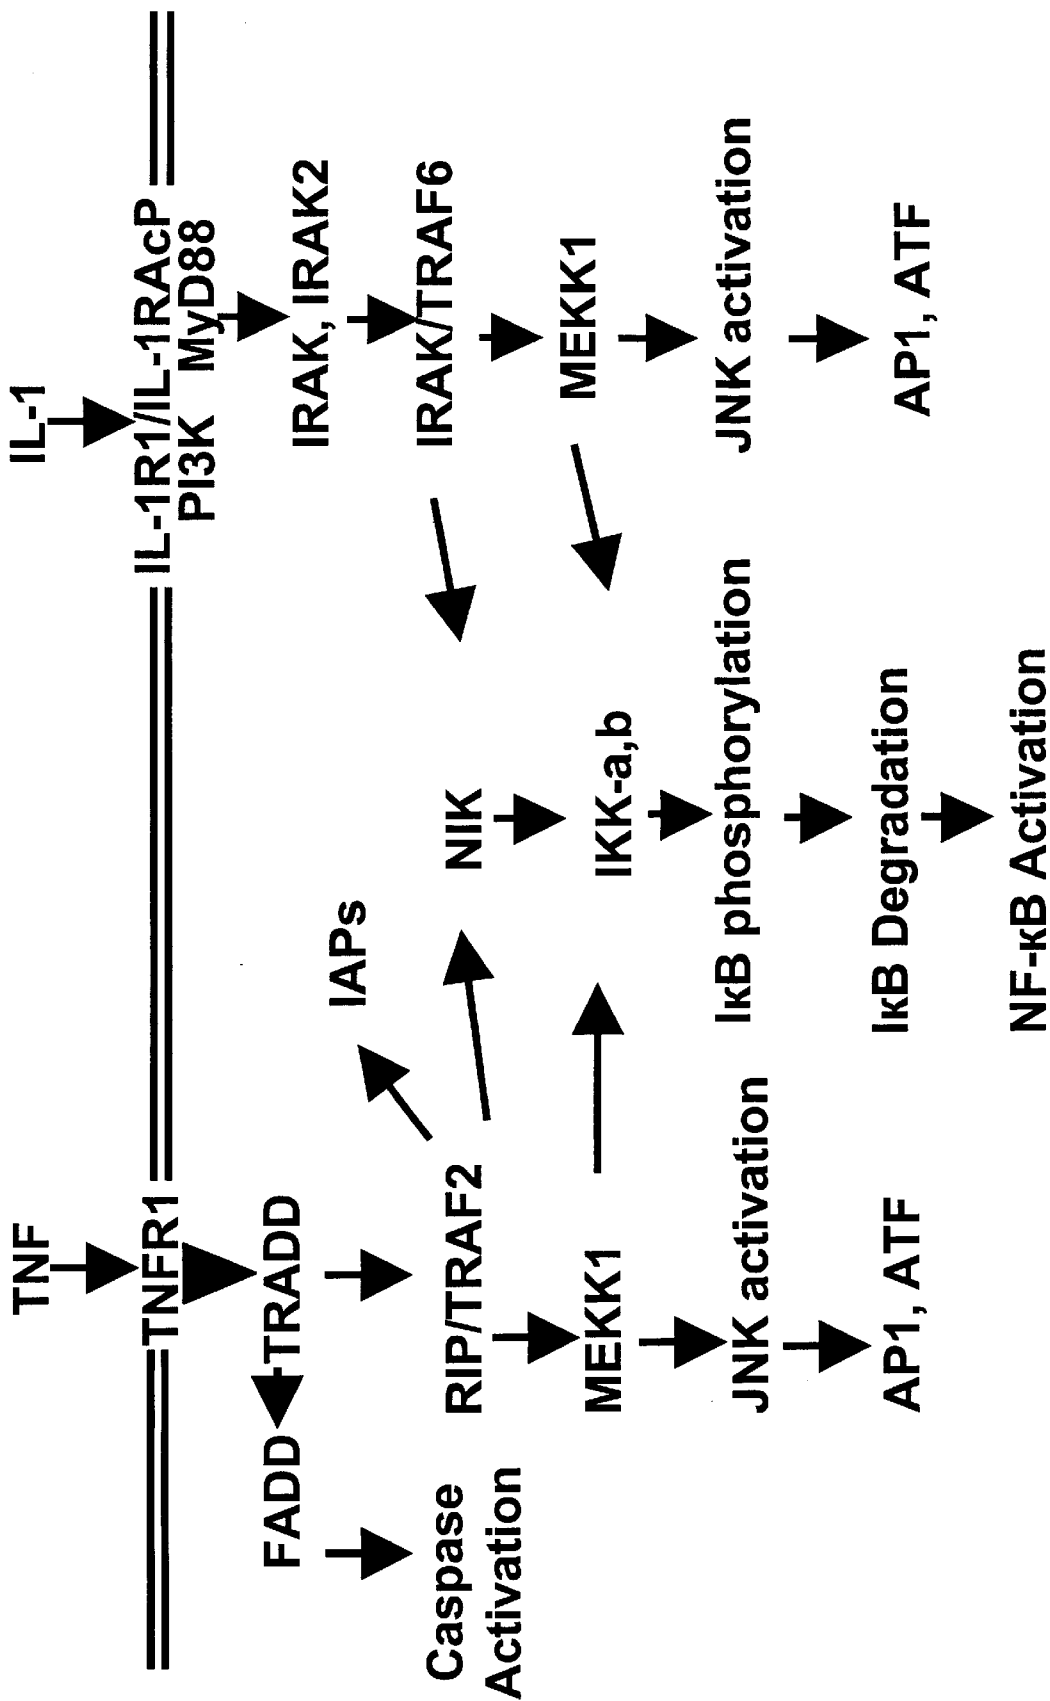 TNF
IL-1
TNFR1
IL-1R1/IL-1RAcP
PI3K MyD88
FADD
TRADD
IRAK, IRAK2
IAPs
Caspase
Activation
RIP/TRAF2
NIK
IRAK/TRAF6
MEKK1
IKK-a,b
MEKK1
JNK activation
IκB phosphorylation
JNK activation
AP1, ATF
IκB Degradation
AP1, ATF
NF-κB Activation